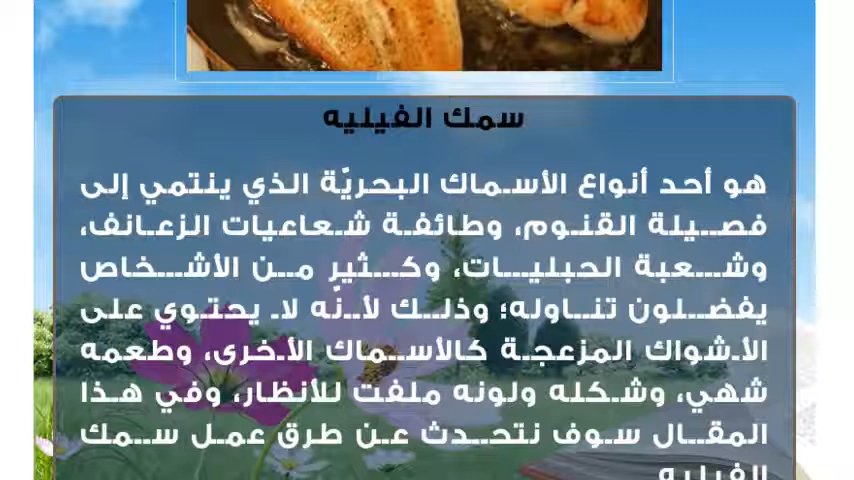 سمك الفيليه
هو أحد أنواع الأسماك البحريّة الذي ينتمي إلى
فصيلة القنوم، وطائفة شعاعيات الزعانف،
وشعبة الحبليات، وكثير من الأشخاص
يفضلون تناوله؛ وذلك لأنّه لا يحتوي على
الأشواك المزعجة كالأسماك الأخرى، وطعمه
شهي، وشكله ولونه ملفت للأنظار، وفي هذا
المقال سوف نتحدث عن طرق عمل سمك
الفيليه